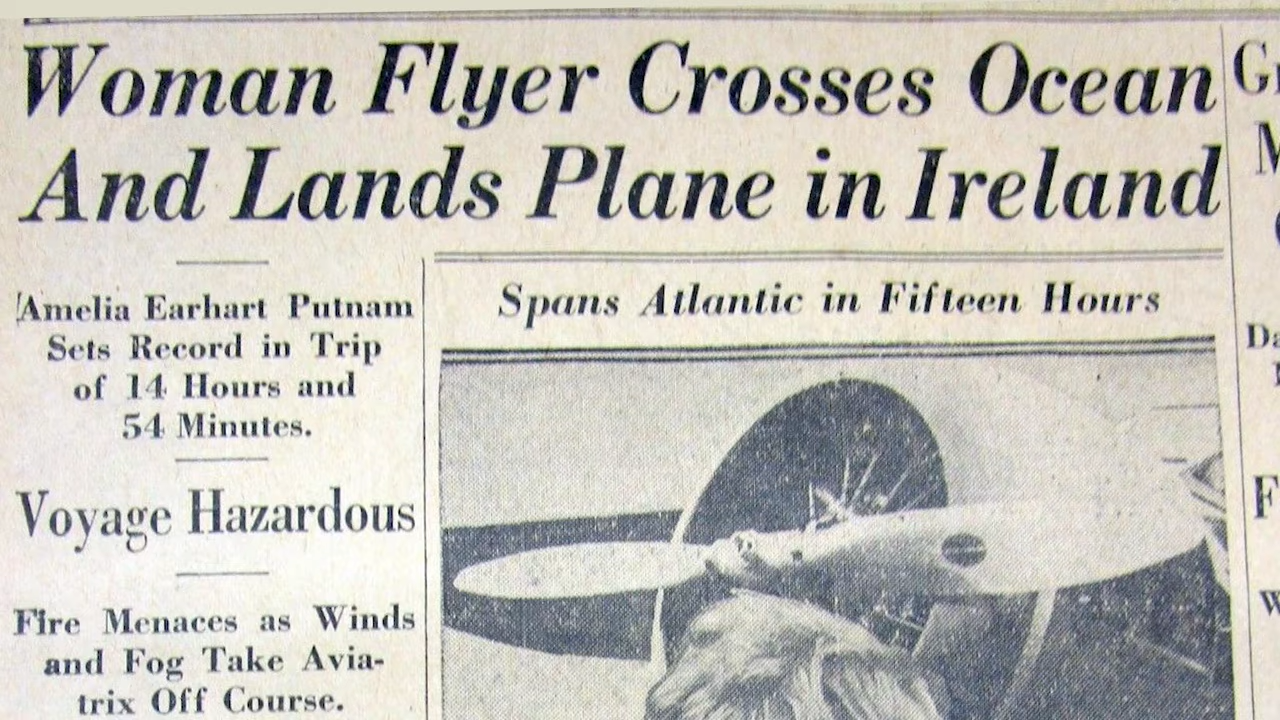 Woman Flyer Crosses Ocean
And Lands Plane in Ireland
Amelia Earhart Putnam
Sets Record in Trip
of 14 Hours and
54 Minutes.
Voyage Hazardous
Fire Menaces as Winds
and Fog Take Avia-
trix Off Course.
Spans Atlantic in Fifteen Hours